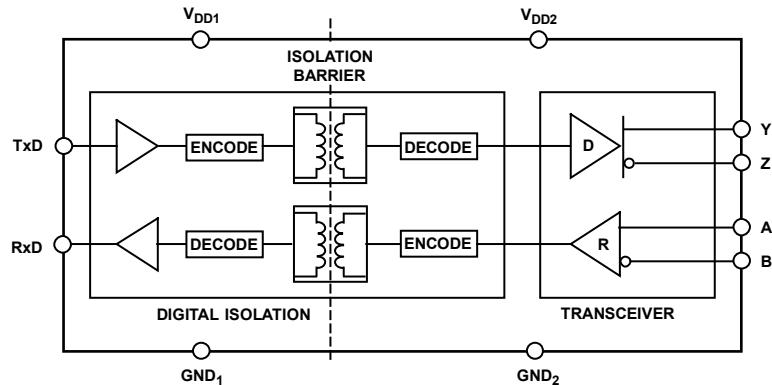 VDD1
VDD2
ISOLATION
BARRIER
TxD
ENCODE
DECODE
D
Y
Z
RxD
DECODE
ENCODE
R
A
B
DIGITAL ISOLATION
TRANSCEIVER
GND1
GND2